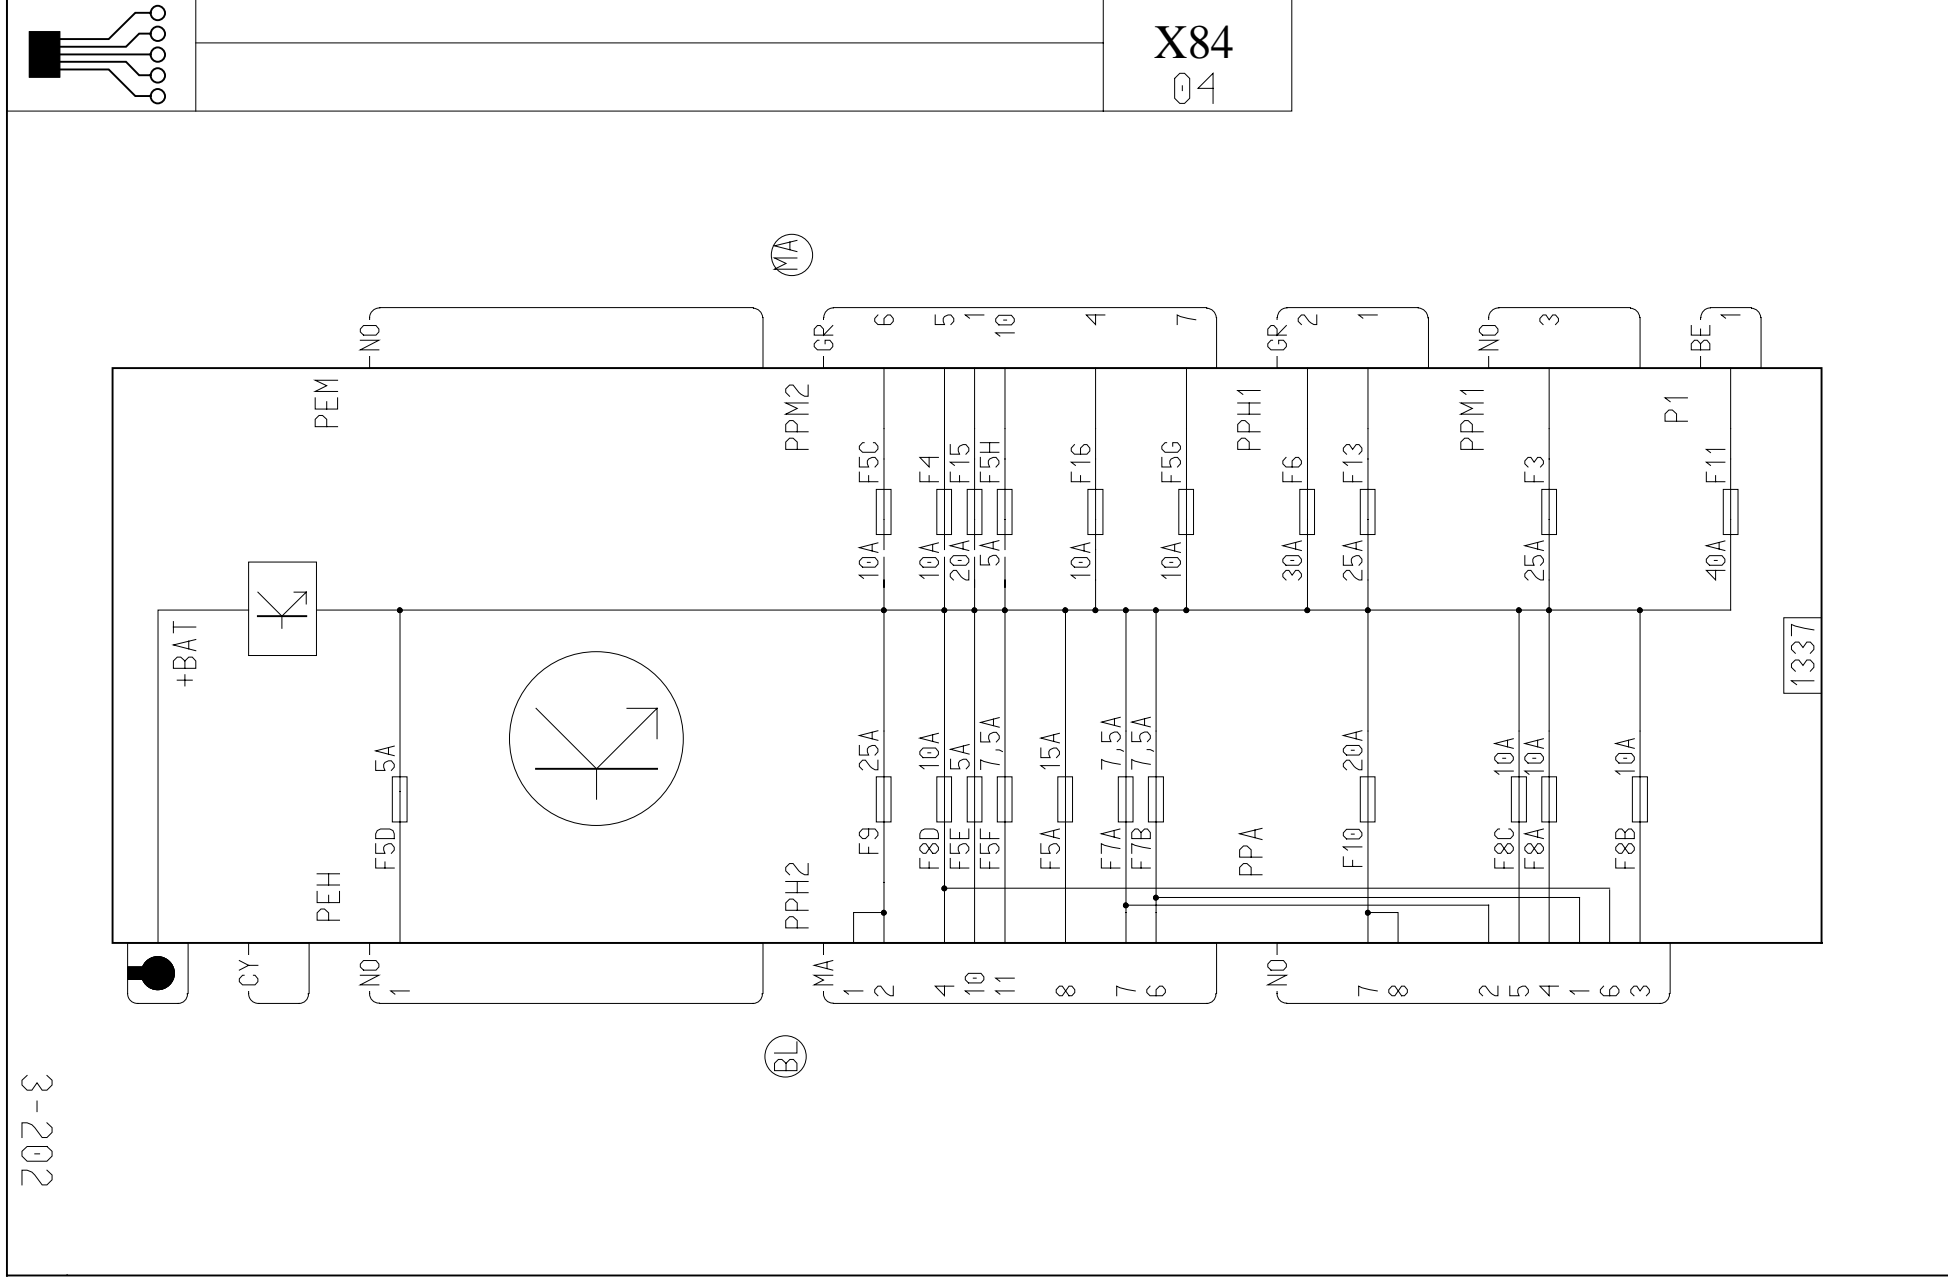 X84
04
MA
NO
GR
6
5
1
10
4
7
GR
2
1
NO
3
BE
1
PEM
PPM2
PPH1
PPM1
P1
F5C
F4
F15
F5H
F16
F5G
F6
F13
F3
F11
10A
10A
20A
5A
10A
10A
30A
25A
25A
40A
+BAT
1337
5A
25A
10A
5A
7,5A
15A
7,5A
7,5A
20A
10A
10A
10A
F5D
F9
F8D
F5E
F5F
F5A
F7A
F7B
F10
F8C
F8A
F8B
PEH
PPH2
PPA
CY
NO
1
MA
1
2
4
10
11
8
7
6
NO
7
8
2
5
4
1
6
3
BL
3-202